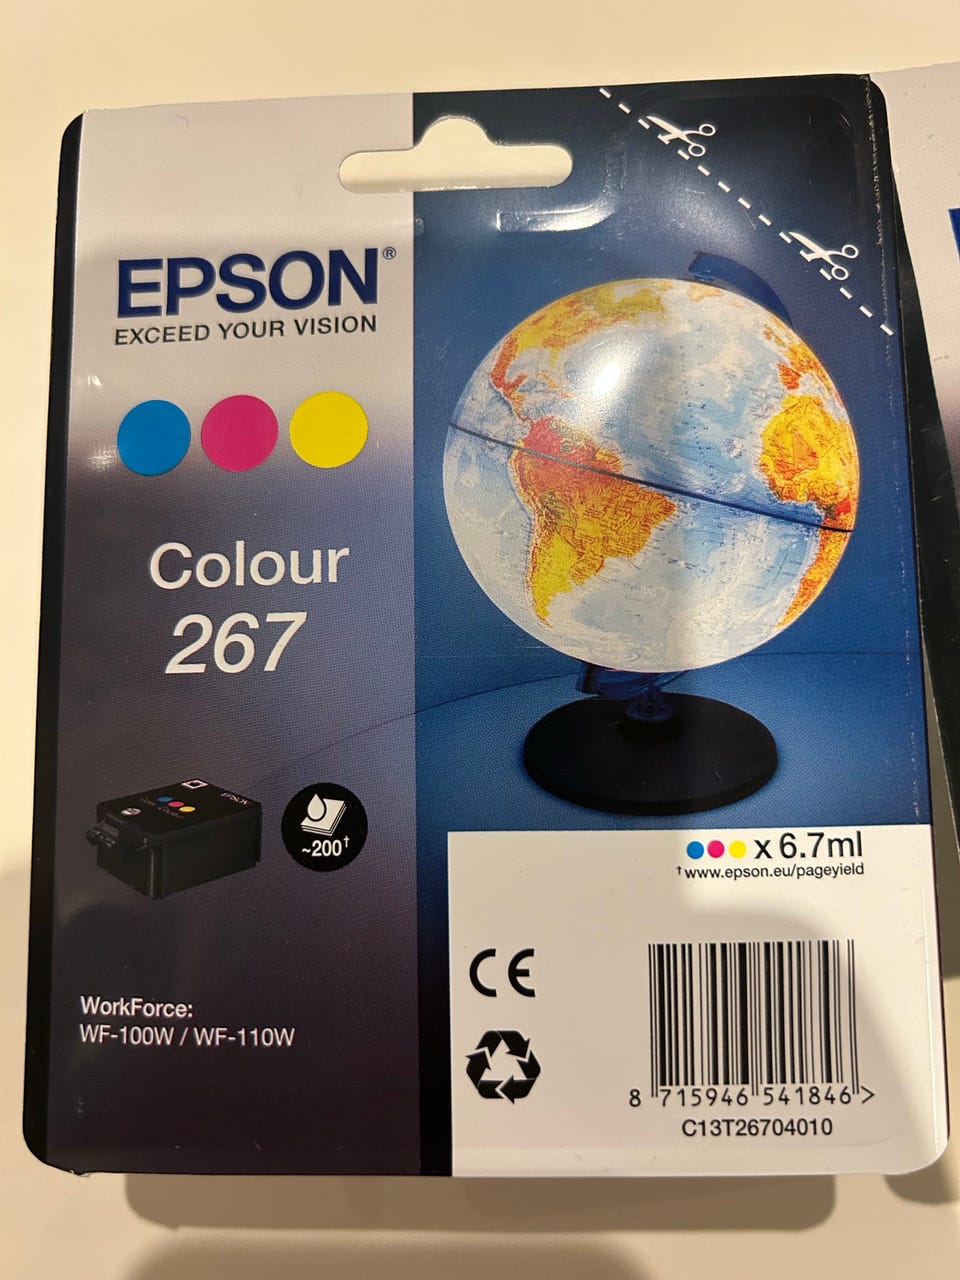 EPSON®
EXCEED YOUR VISION
Colour
267
EPSON
~200†
x 6.7ml
†www.epson.eu/pageyield
CE
WorkForce:
WF-100W / WF-110W
8 715946 541846 >
C13T26704010